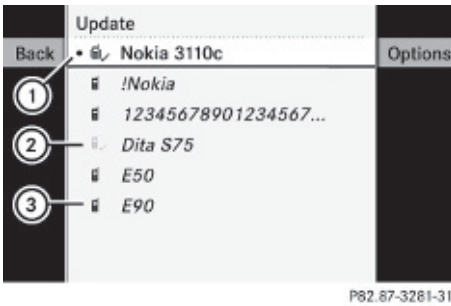 Update
Back • Nokia 3110c Options
!Nokia
1
12345678901234567...
2 Dita S75
E50
3 E90
P82.87-3281-31